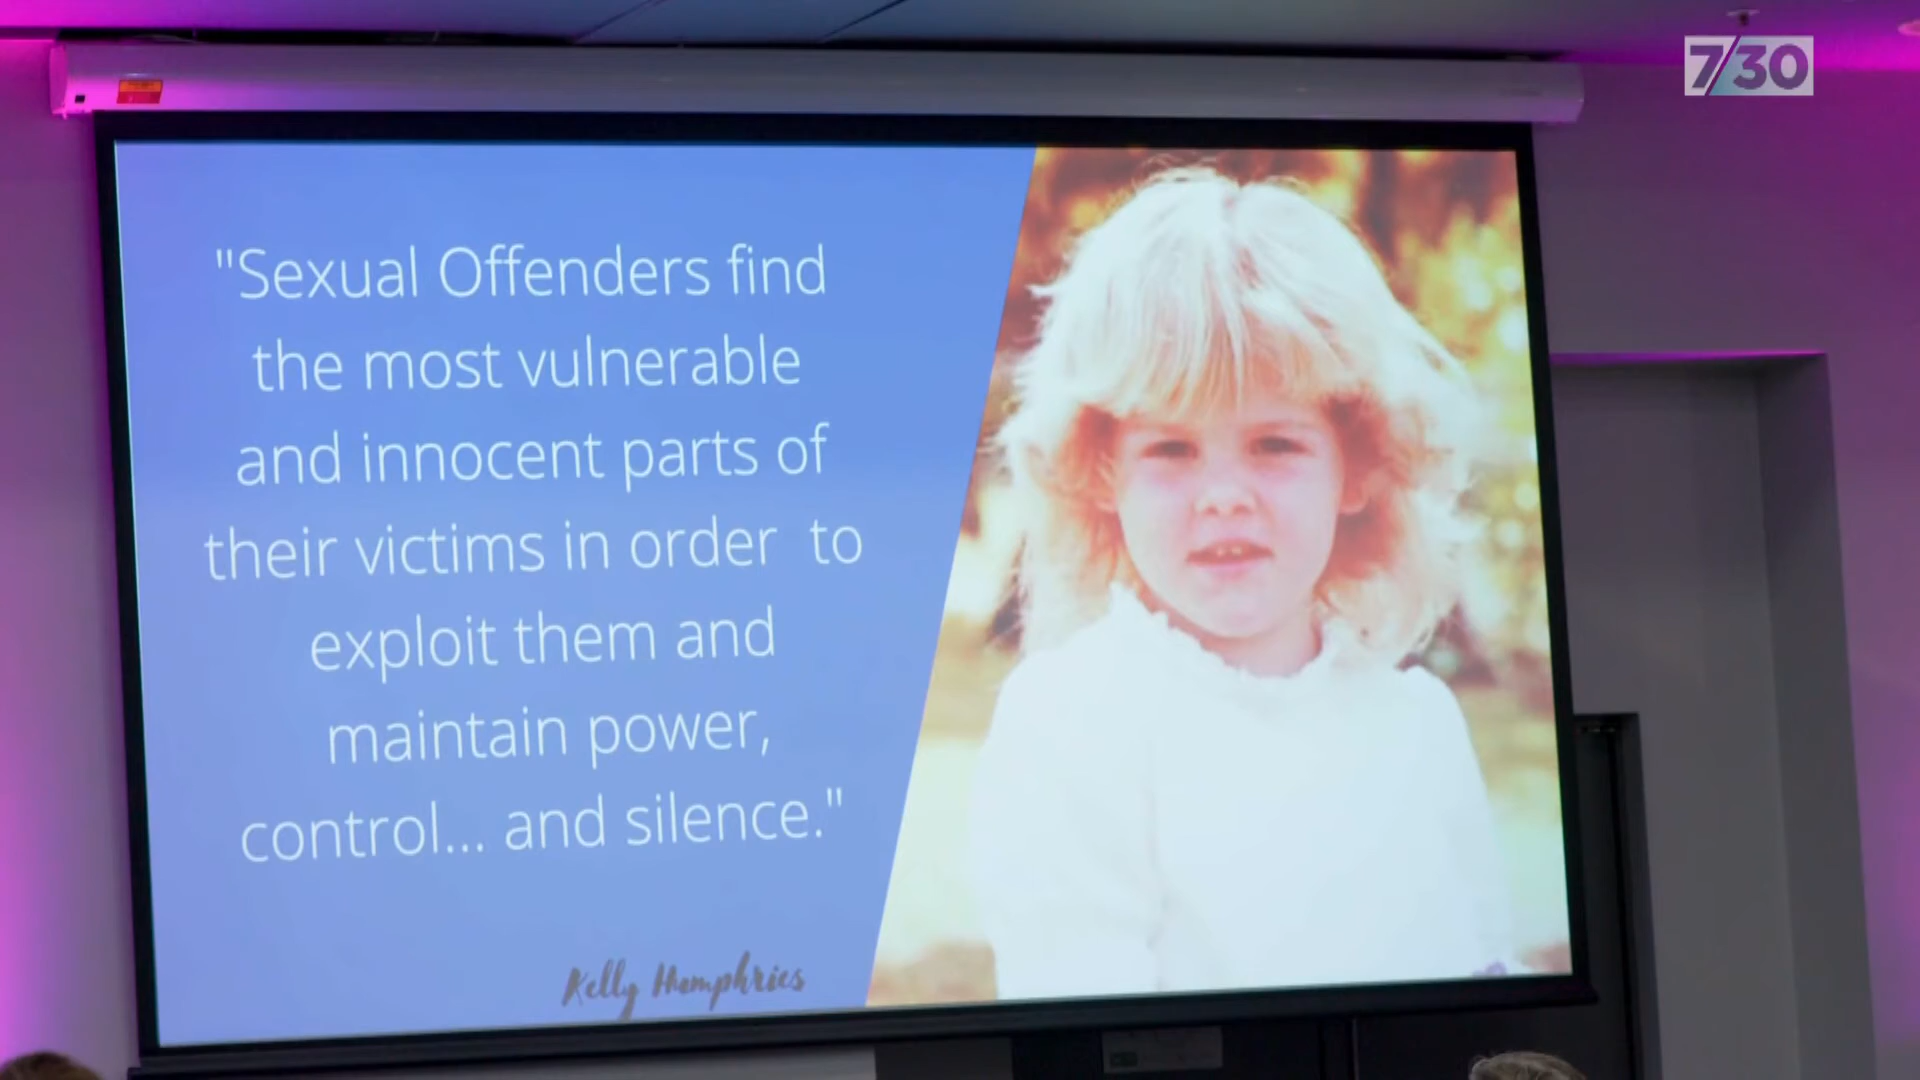 7/30
"Sexual Offenders find
the most vulnerable
and innocent parts of
their victims in order to
exploit them and
maintain power,
control... and silence."
Kelly Humphries